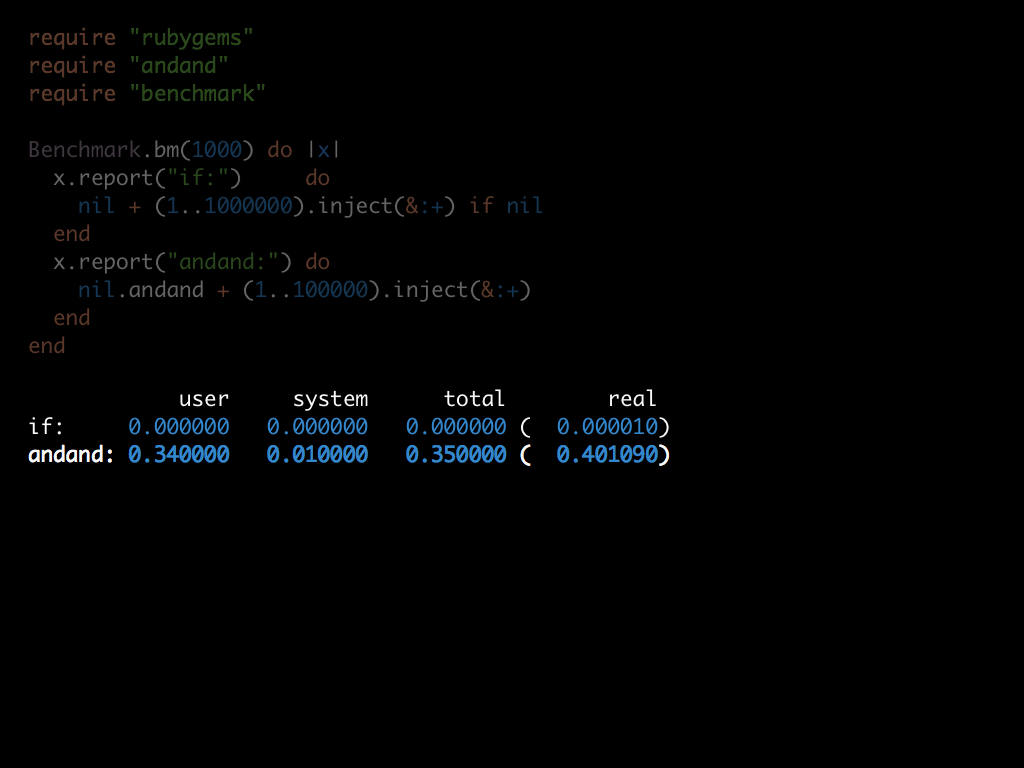 require "rubygems"
require "andand"
require "benchmark"
Benchmark.bm(1000) do |x|
  x.report("if:")     do
    nil + (1..1000000).inject(&:+) if nil
  end
  x.report("andand:") do
    nil.andand + (1..100000).inject(&:+)
  end
end
            user     system      total        real
if:     0.000000   0.000000   0.000000 (  0.000010)
andand: 0.340000   0.010000   0.350000 (  0.401090)